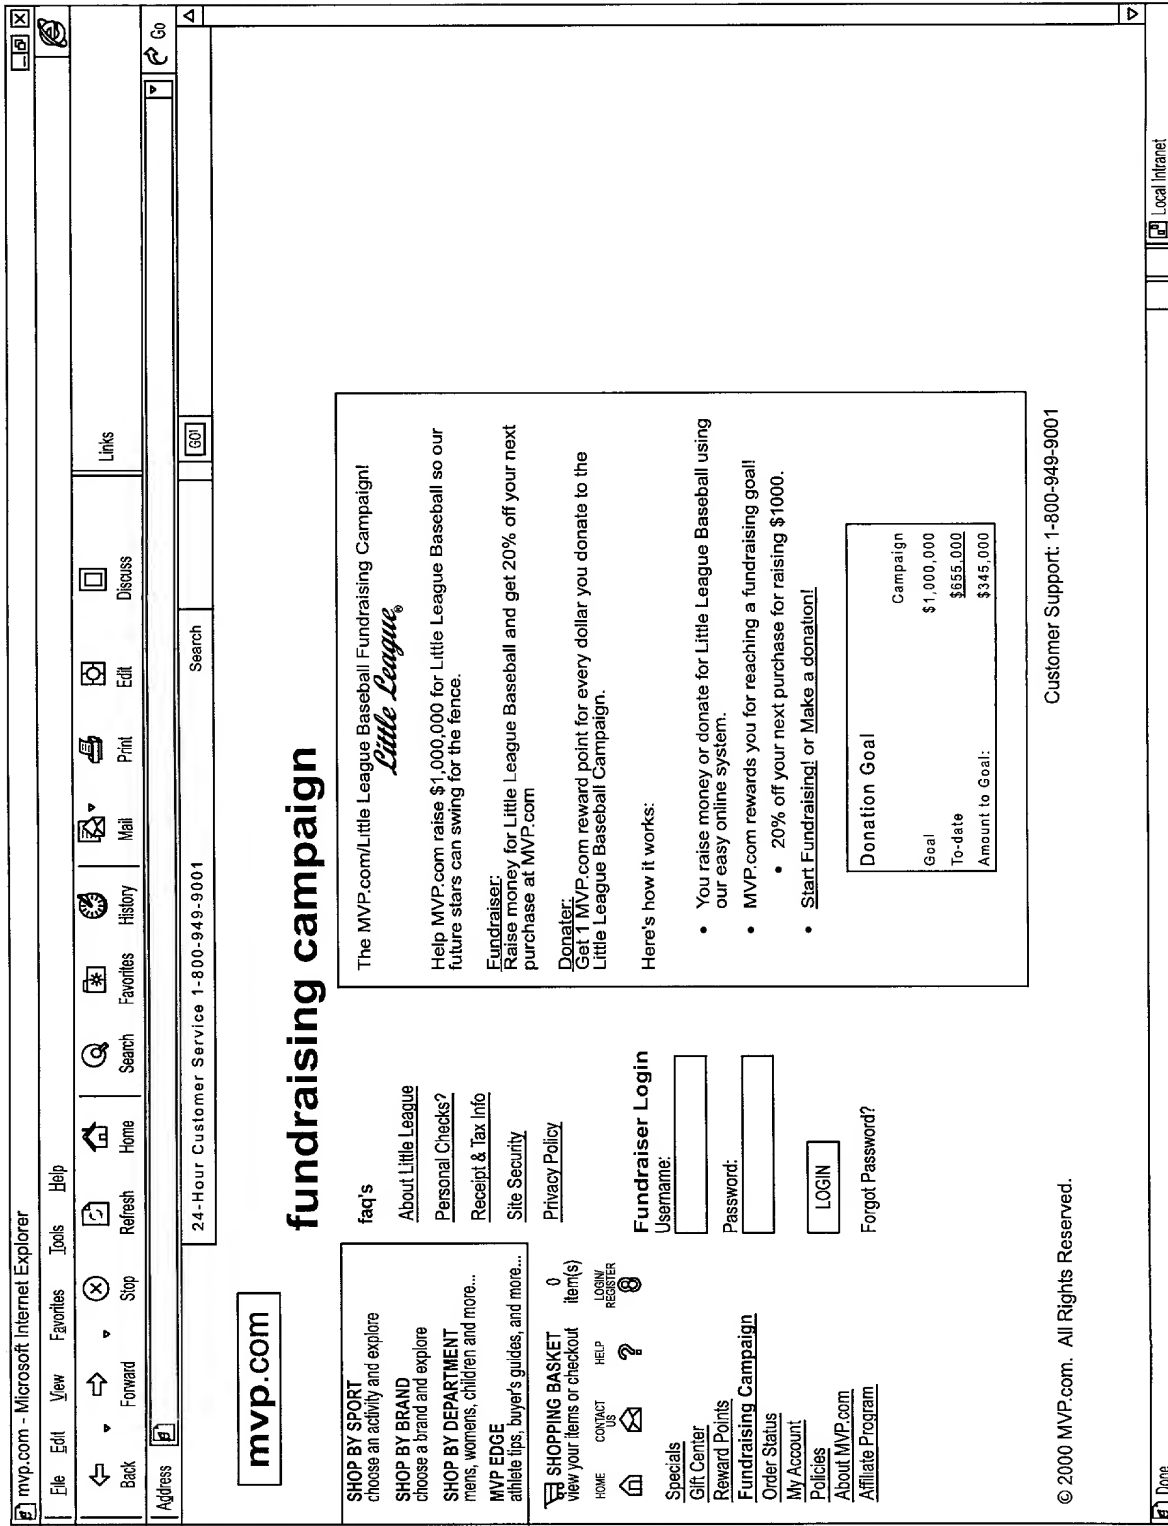 mvp.com - Microsoft Internet Explorer
File Edit View Favorites Tools Help
Back Forward Stop Refresh Home Search Favorites History Mail Print Edit Discuss Links
Address Go
24-Hour Customer Service 1-800-949-9001 Search GO!
mvp.com
fundraising campaign
SHOP BY SPORT
choose an activity and explore
SHOP BY BRAND
choose a brand and explore
SHOP BY DEPARTMENT
mens, womens, children and more...
MVP EDGE
athlete tips, buyer's guides, and more...
SHOPPING BASKET 0
view your items or checkout item(s)
HOME CONTACT US HELP LOGIN/ REGISTER
Specials
Gift Center
Reward Points
Fundraising Campaign
Order Status
My Account
Policies
About MVP.com
Affiliate Program
faq's
About Little League
Personal Checks?
Receipt & Tax Info
Site Security
Privacy Policy
Fundraiser Login
Username:
Password:
LOGIN
Forgot Password?
The MVP.com/Little League Baseball Fundraising Campaign!
Little League®
Help MVP.com raise $1,000,000 for Little League Baseball so our
future stars can swing for the fence.
Fundraiser:
Raise money for Little League Baseball and get 20% off your next
purchase at MVP.com
Donater:
Get 1 MVP.com reward point for every dollar you donate to the
Little League Baseball Campaign.
Here's how it works:
• You raise money or donate for Little League Baseball using
our easy online system.
• MVP.com rewards you for reaching a fundraising goal!
• 20% off your next purchase for raising $1000.
• Start Fundraising! or Make a donation!
Donation Goal
Campaign
Goal $1,000,000
To-date $655,000
Amount to Goal: $345,000
Customer Support: 1-800-949-9001
© 2000 MVP.com. All Rights Reserved.
Done Local Intranet